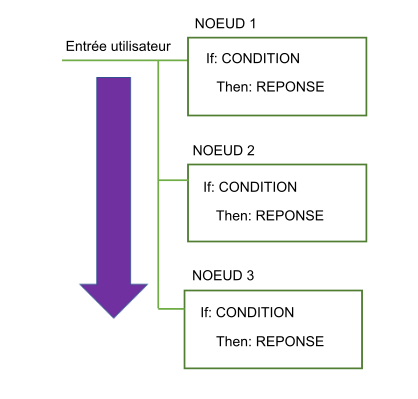 NOEUD 1
Entrée utilisateur
If: CONDITION
Then: REPONSE
NOEUD 2
If: CONDITION
Then: REPONSE
NOEUD 3
If: CONDITION
Then: REPONSE